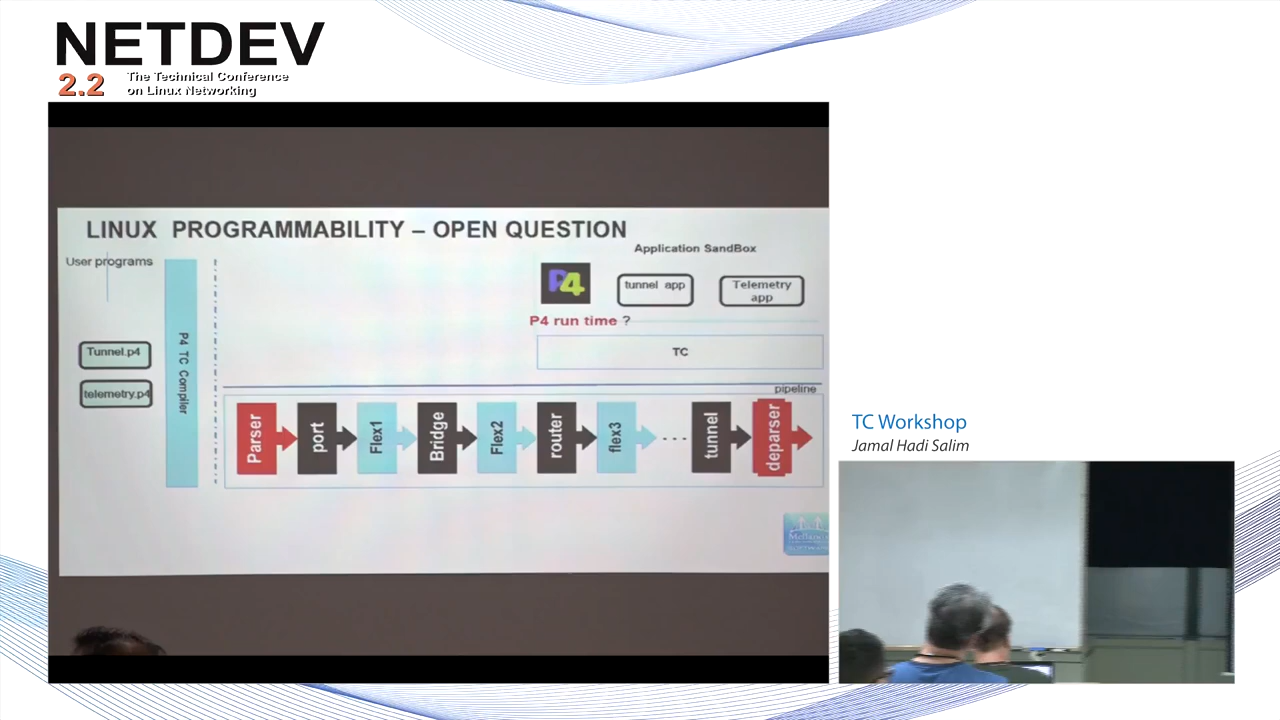 NETDEV
2.2
The Technical Conference
on Linux Networking
LINUX PROGRAMMABILITY – OPEN QUESTION
User programs
Application SandBox
P4
tunnel app
Telemetry
app
P4 run time ?
Tunnel.p4
telemetry.p4
P4 TC Compiler
TC
pipeline
Parser
port
Flex1
Bridge
Flex2
router
flex3
tunnel
deparser
Mellanox
TC Workshop
Jamal Hadi Salim